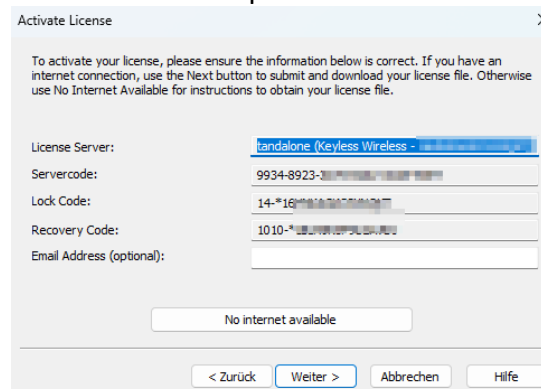 Activate License
To activate your license, please ensure the information below is correct. If you have an
internet connection, use the Next button to submit and download your license file. Otherwise
use No Internet Available for instructions to obtain your license file.
License Server:
tandalone (Keyless Wireless -
Servercode:
9934-8923-
Lock Code:
14-*16
Recovery Code:
1010-*
Email Address (optional):
No internet available
< Zurück
Weiter >
Abbrechen
Hilfe